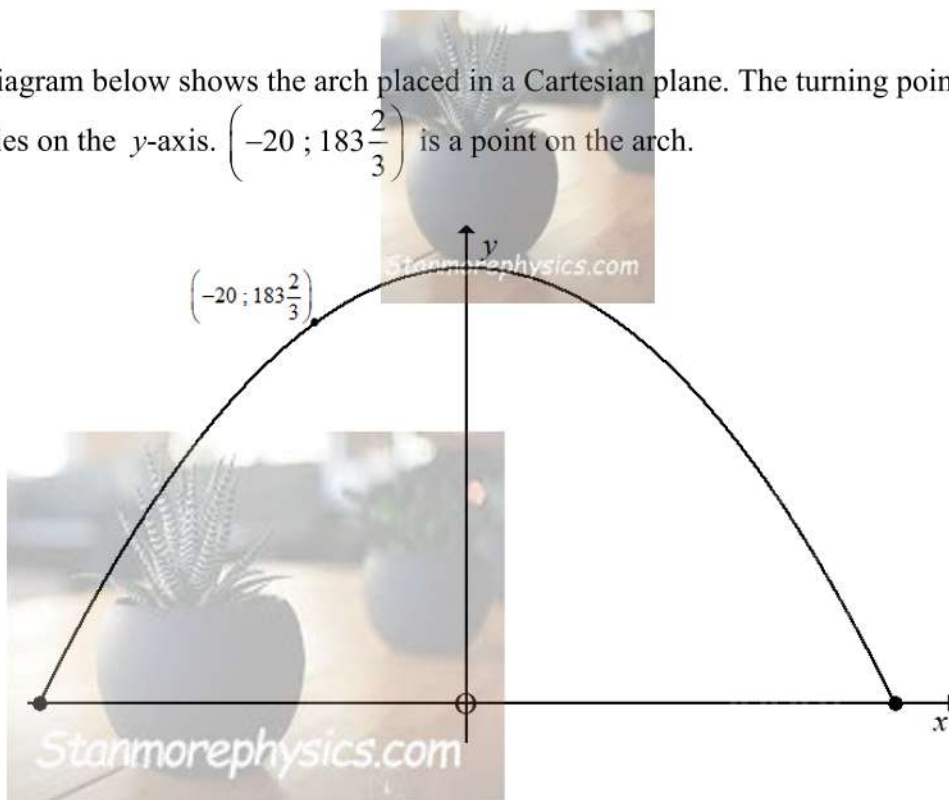 iagram below shows the arch placed in a Cartesian plane. The turning poin
ies on the y-axis. (−20 ; 183 2/3) is a point on the arch.
y
Stanmorephysics.com
(−20 ; 183 2/3)
x
Stanmorephysics.com